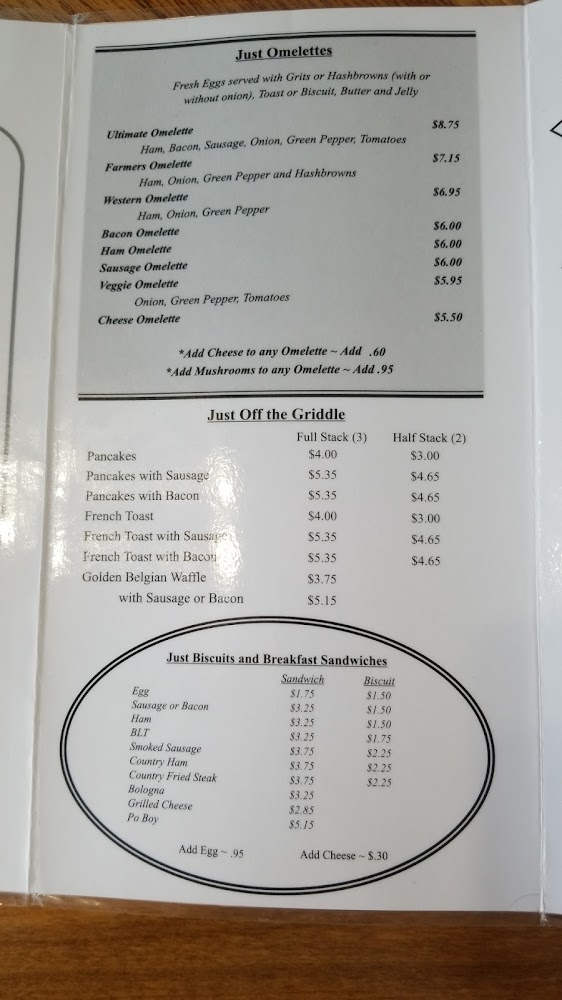 Just Omelettes
Fresh Eggs served with Grits or Hashbrowns (with or
without onion), Toast or Biscuit, Butter and Jelly
Ultimate Omelette $8.75
Ham, Bacon, Sausage, Onion, Green Pepper, Tomatoes
Farmers Omelette $7.15
Ham, Onion, Green Pepper and Hashbrowns
Western Omelette $6.95
Ham, Onion, Green Pepper
Bacon Omelette $6.00
Ham Omelette $6.00
Sausage Omelette $6.00
Veggie Omelette $5.95
Onion, Green Pepper, Tomatoes
Cheese Omelette $5.50
*Add Cheese to any Omelette ~ Add .60
*Add Mushrooms to any Omelette ~ Add .95
Just Off the Griddle
Full Stack (3) Half Stack (2)
Pancakes $4.00 $3.00
Pancakes with Sausage $5.35 $4.65
Pancakes with Bacon $5.35 $4.65
French Toast $4.00 $3.00
French Toast with Sausage $5.35 $4.65
French Toast with Bacon $5.35 $4.65
Golden Belgian Waffle $3.75
with Sausage or Bacon $5.15
Just Biscuits and Breakfast Sandwiches
Sandwich Biscuit
Egg $1.75 $1.50
Sausage or Bacon $3.25 $1.50
Ham $3.25 $1.50
BLT $3.25 $1.75
Smoked Sausage $3.75 $2.25
Country Ham $3.75 $2.25
Country Fried Steak $3.75 $2.25
Bologna $3.25
Grilled Cheese $2.85
Po Boy $5.15
Add Egg ~ .95 Add Cheese ~ $.30